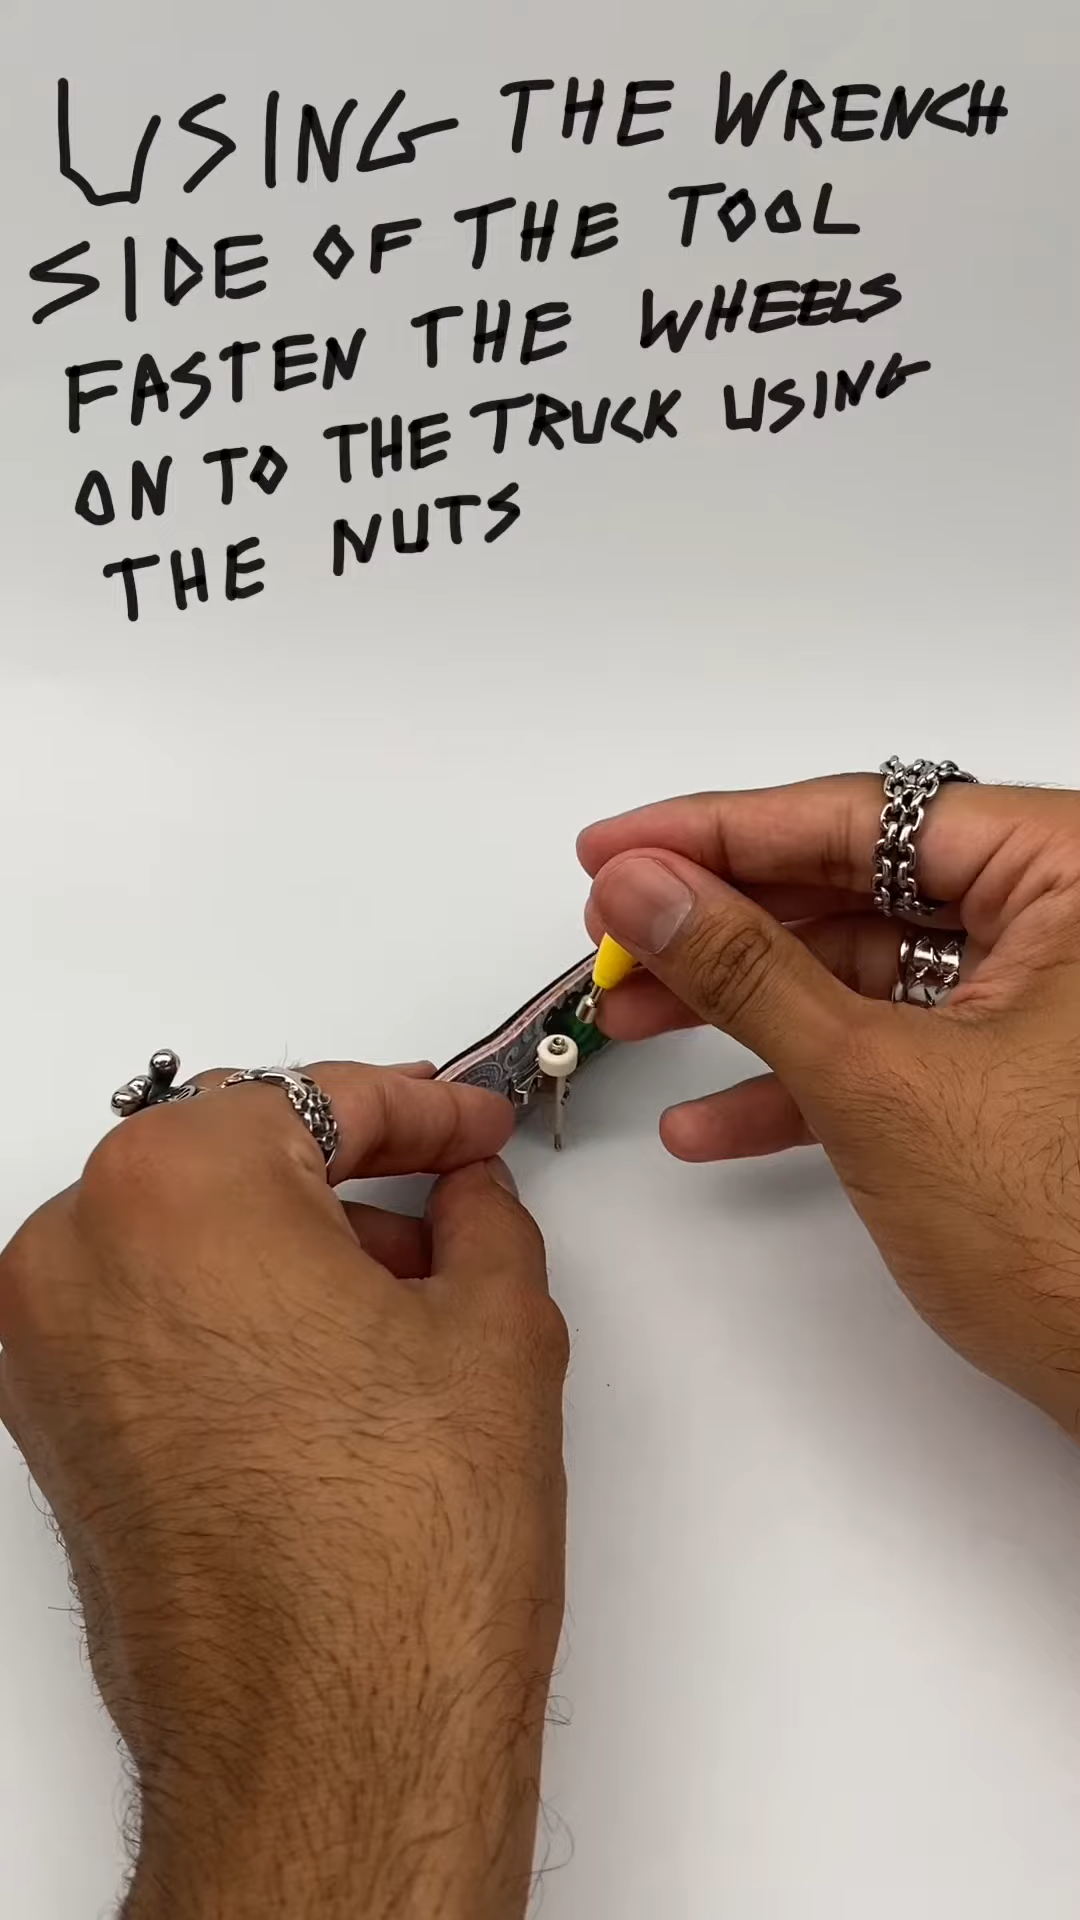 USING THE WRENCH
SIDE OF THE TOOL
FASTEN THE WHEELS
ON TO THE TRUCK USING
THE NUTS